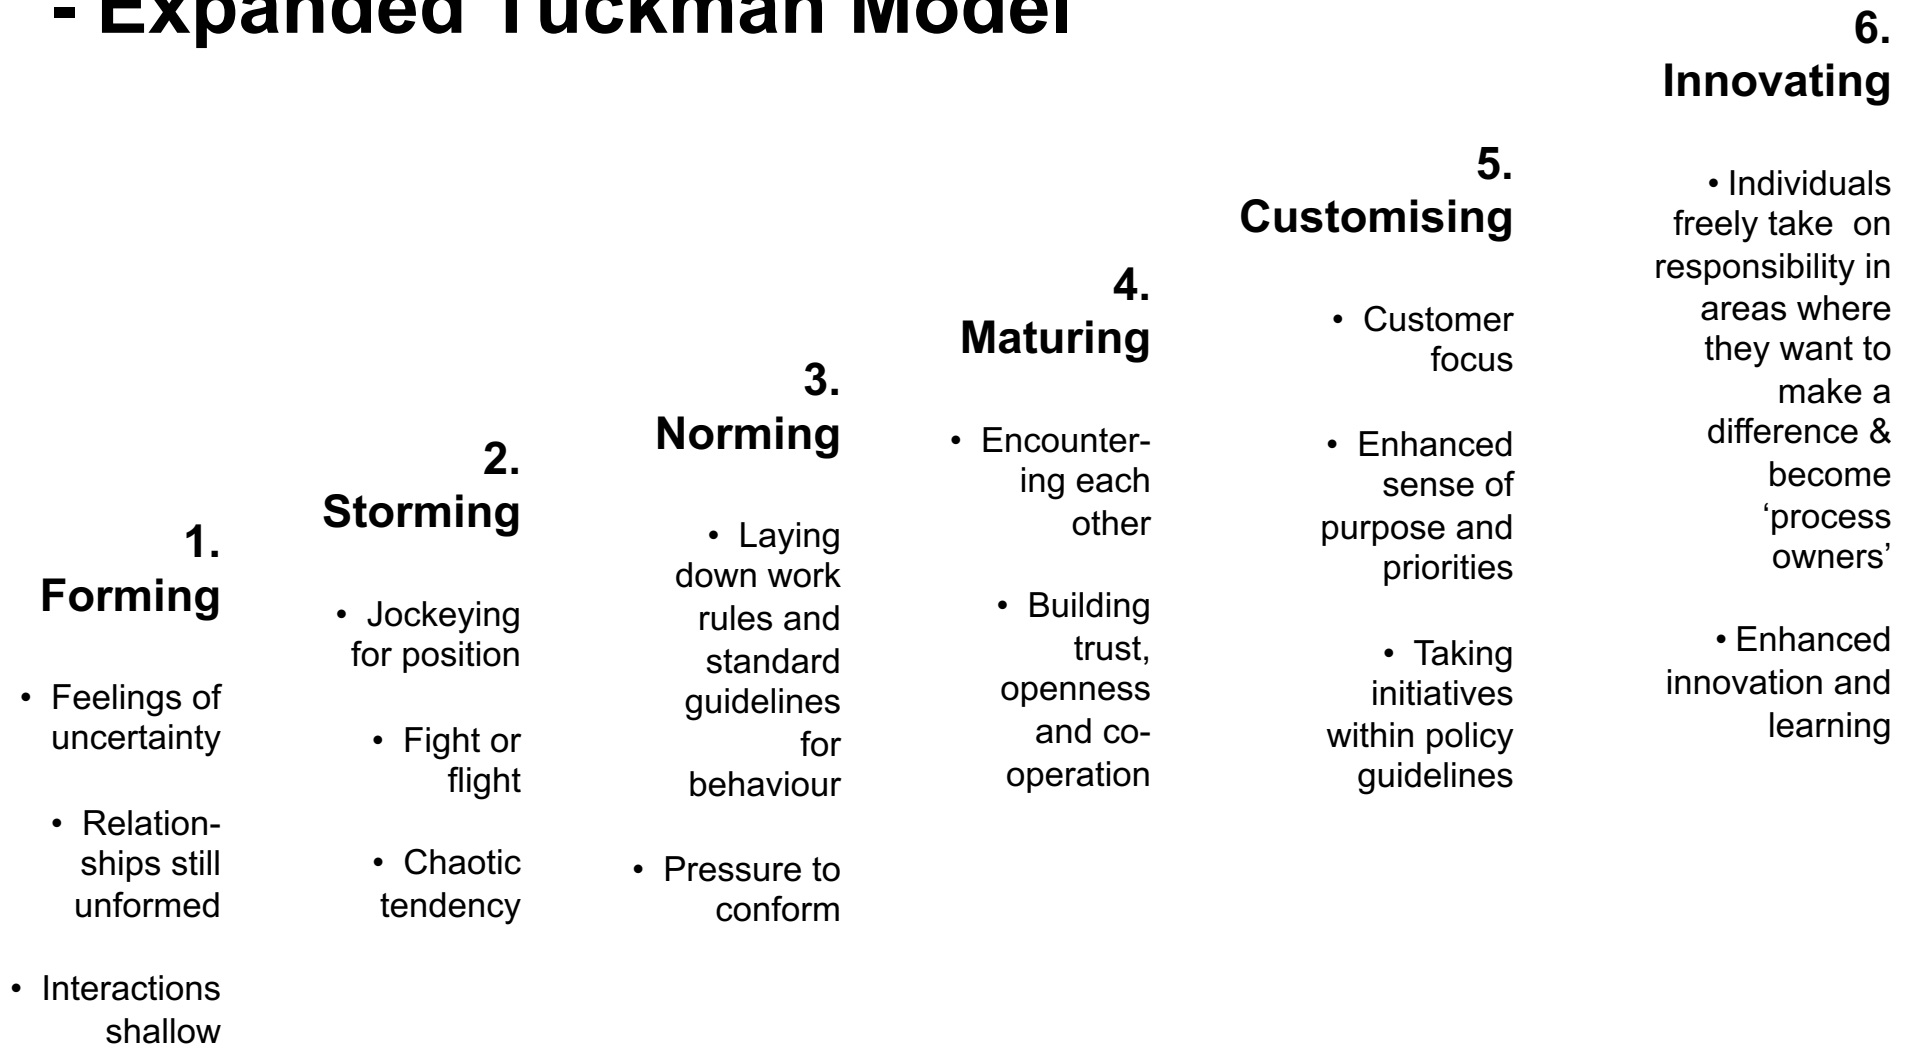 - Expanded Tuckman Model
1.
Forming
• Feelings of
uncertainty
• Relation-
ships still
unformed
• Interactions
shallow
2.
Storming
• Jockeying
for position
• Fight or
flight
• Chaotic
tendency
3.
Norming
• Laying
down work
rules and
standard
guidelines
for
behaviour
• Pressure to
conform
4.
Maturing
• Encounter-
ing each
other
• Building
trust,
openness
and co-
operation
5.
Customising
• Customer
focus
• Enhanced
sense of
purpose and
priorities
• Taking
initiatives
within policy
guidelines
6.
Innovating
• Individuals
freely take  on
responsibility in
areas where
they want to
make a
difference &
become
‘process
owners’
• Enhanced
innovation and
learning